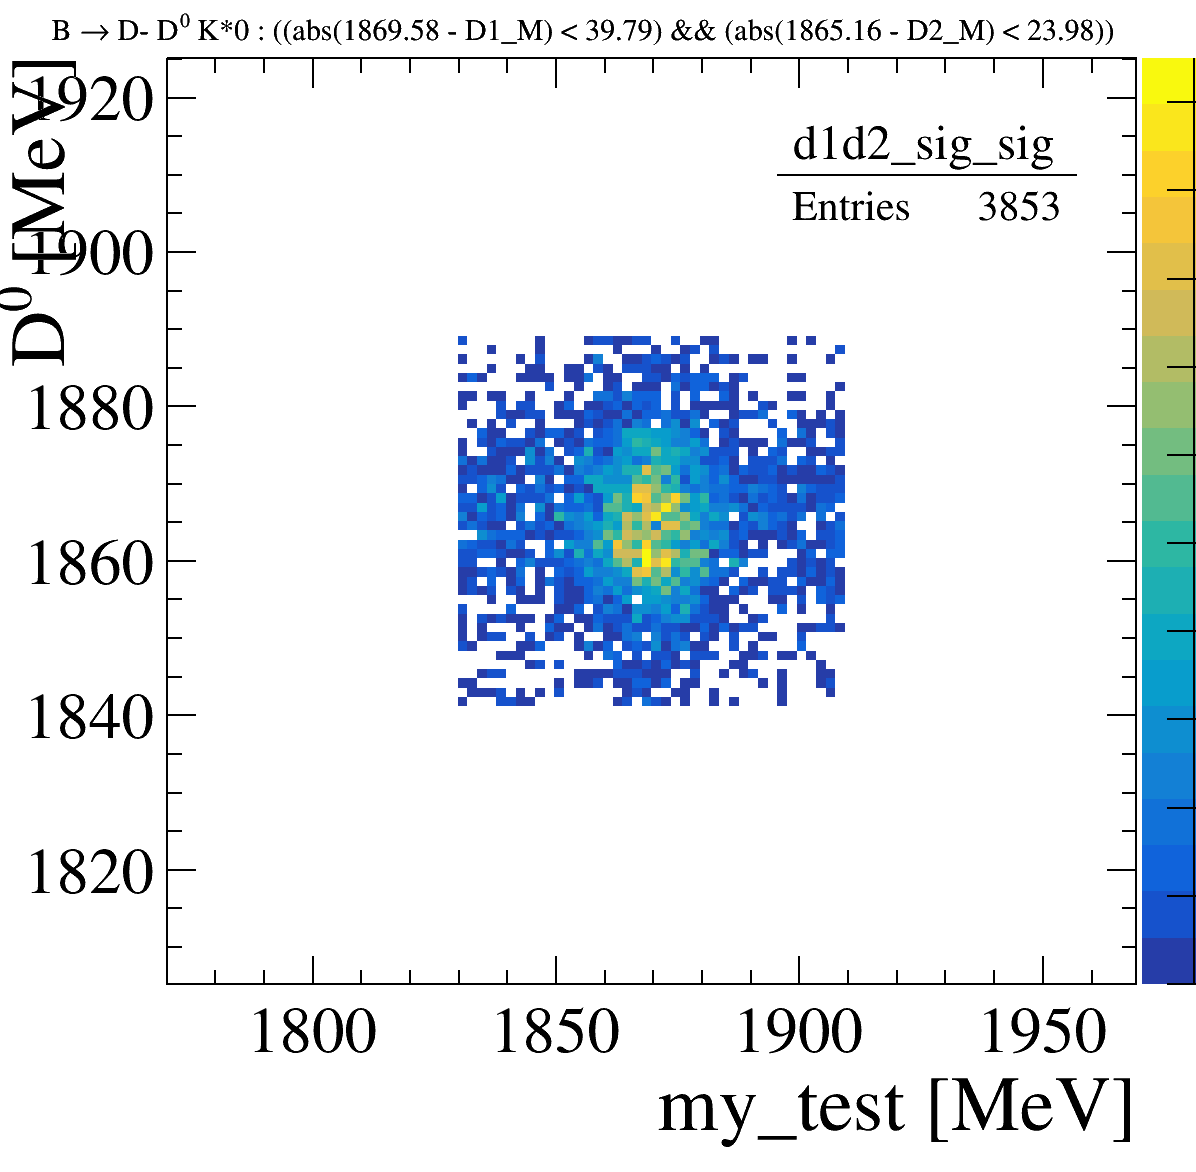 B → D- D⁰ K*0 : ((abs(1869.58 - D1_M) < 39.79) && (abs(1865.16 - D2_M) < 23.98))
D⁰ [MeV]
1920
1900
1880
1860
1840
1820
d1d2_sig_sig
Entries 3853
1800 1850 1900 1950
my_test [MeV]